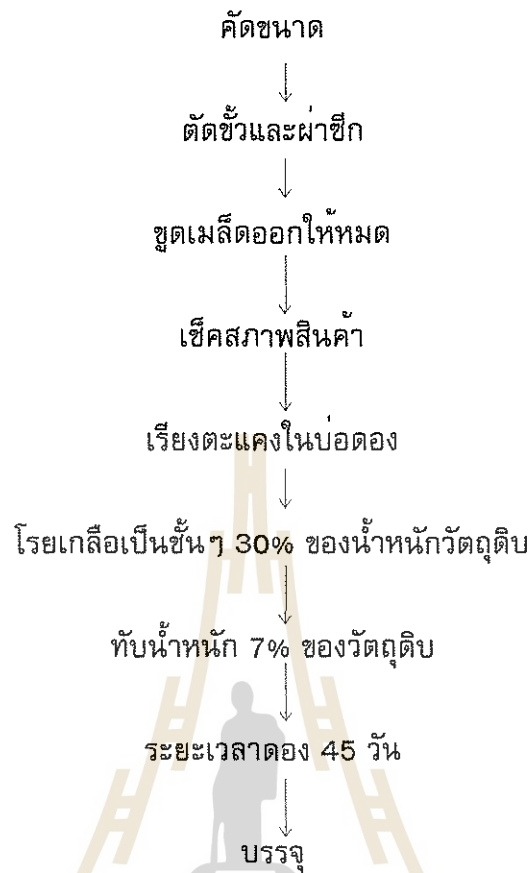 คัดขนาด
ตัดขั้วและผ่าซีก
ขูดเมล็ดออกให้หมด
เช็คสภาพสินค้า
เรียงตะแคงในบ่อดอง
โรยเกลือเป็นชั้นๆ 30% ของน้ำหนักวัตถุดิบ
ทับน้ำหนัก 7% ของวัตถุดิบ
ระยะเวลาดอง 45 วัน
บรรจุ